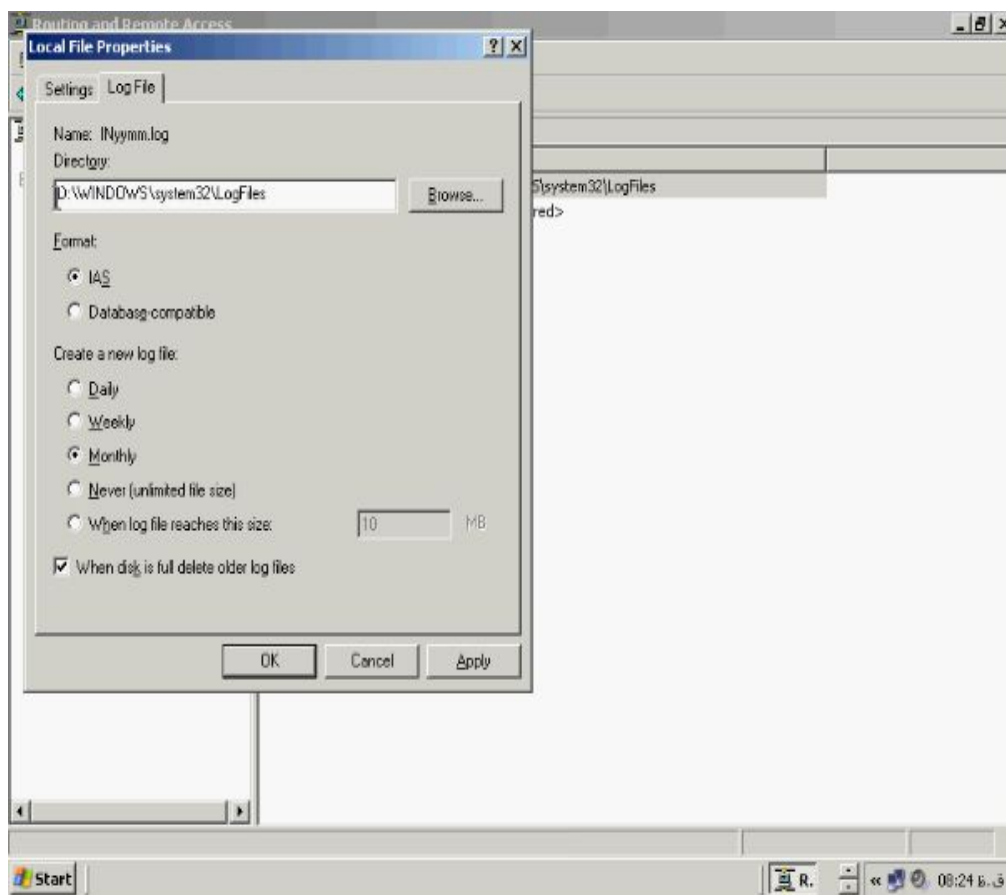 Routing and Remote Access
Local File Properties
Settings Log File
Name: INyymm.log
Directory:
D:\WINDOWS\system32\LogFiles
Browse...
S\system32\LogFiles
red>
Format:
IAS
Database-compatible
Create a new log file:
Daily
Weekly
Monthly
Never (unlimited file size)
When log file reaches this size: 10 MB
When disk is full delete older log files
OK Cancel Apply
Start R. « 08:24